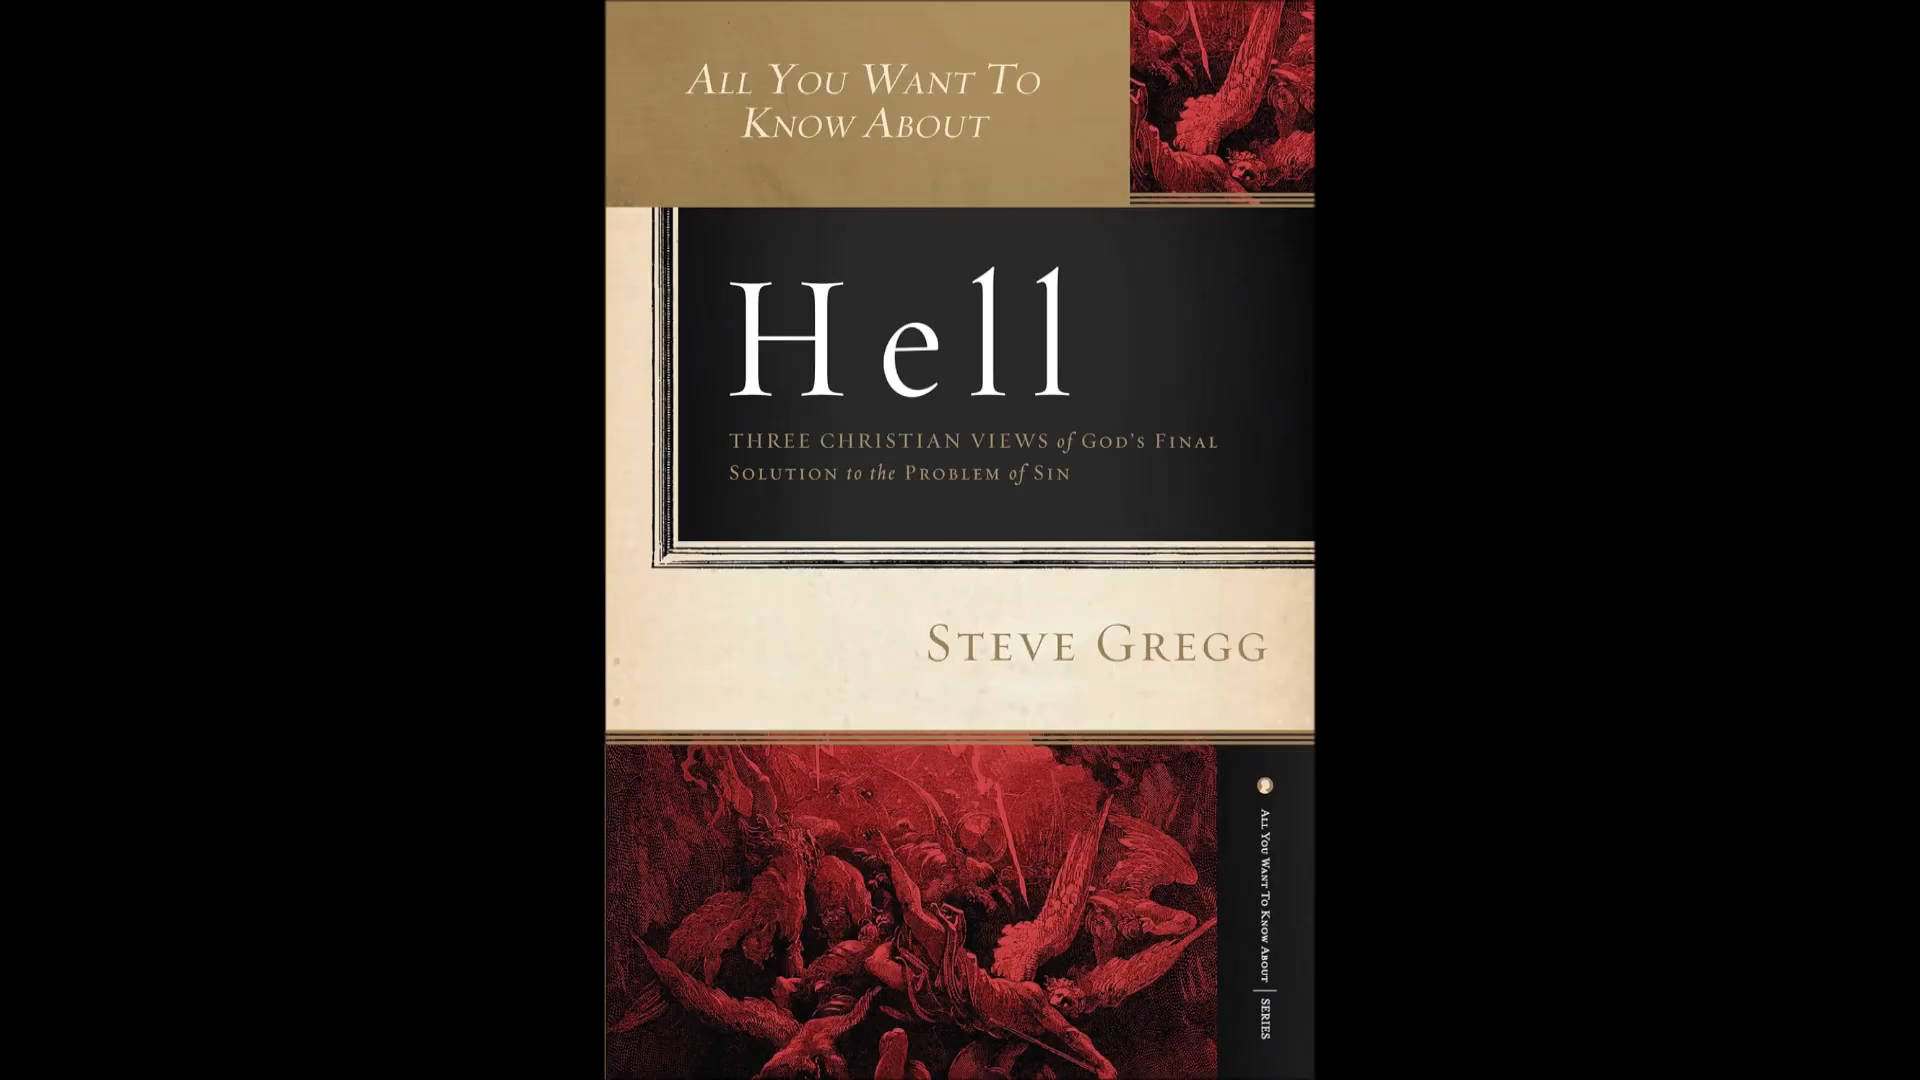 ALL YOU WANT TO
KNOW ABOUT
Hell
THREE CHRISTIAN VIEWS of GOD'S FINAL
SOLUTION to the PROBLEM of SIN
STEVE GREGG
ALL YOU WANT TO KNOW ABOUT | SERIES